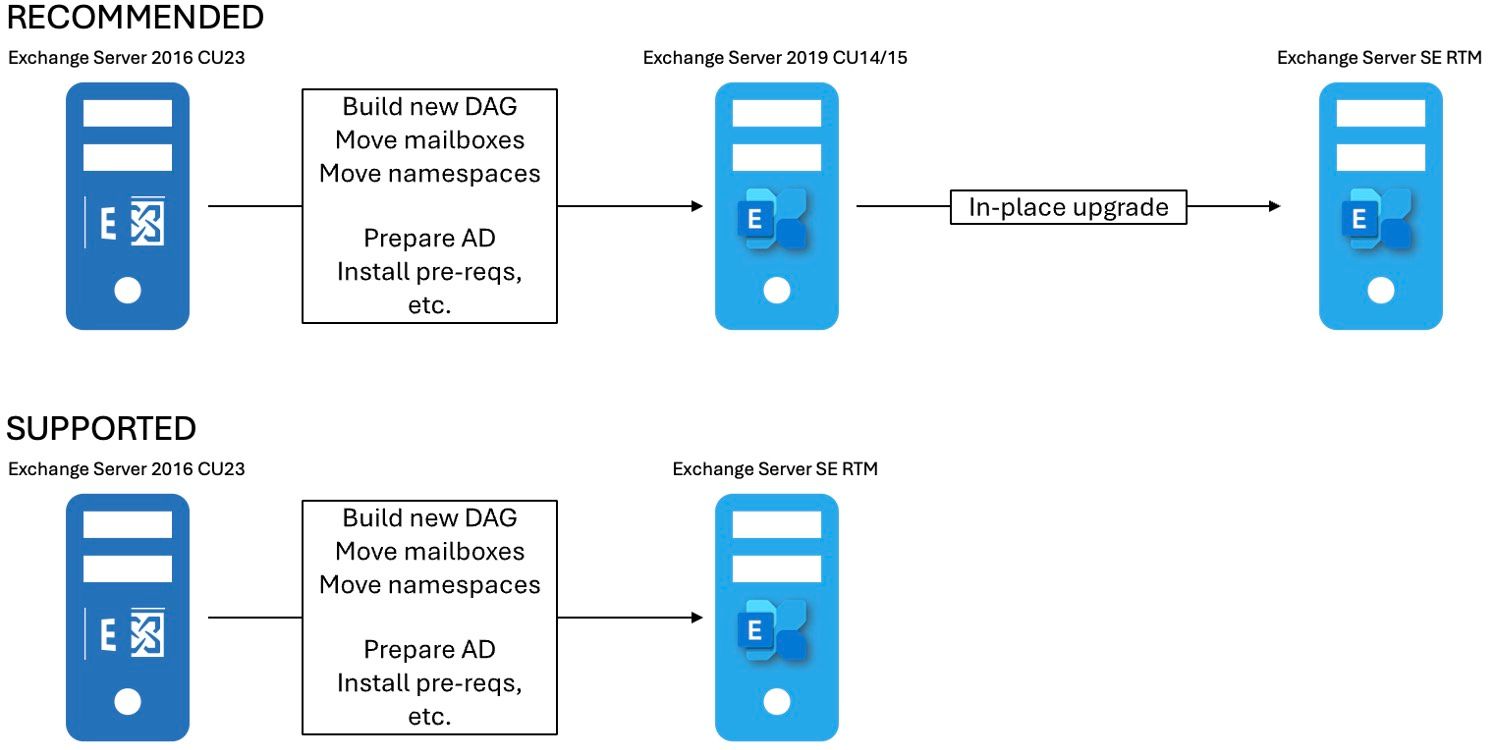 RECOMMENDED
Exchange Server 2016 CU23
Exchange Server 2019 CU14/15
Exchange Server SE RTM
Build new DAG
Move mailboxes
Move namespaces
Prepare AD
Install pre-reqs,
etc.
E
E
In-place upgrade
E
SUPPORTED
Exchange Server 2016 CU23
Exchange Server SE RTM
Build new DAG
Move mailboxes
Move namespaces
Prepare AD
Install pre-reqs,
etc.
E
E